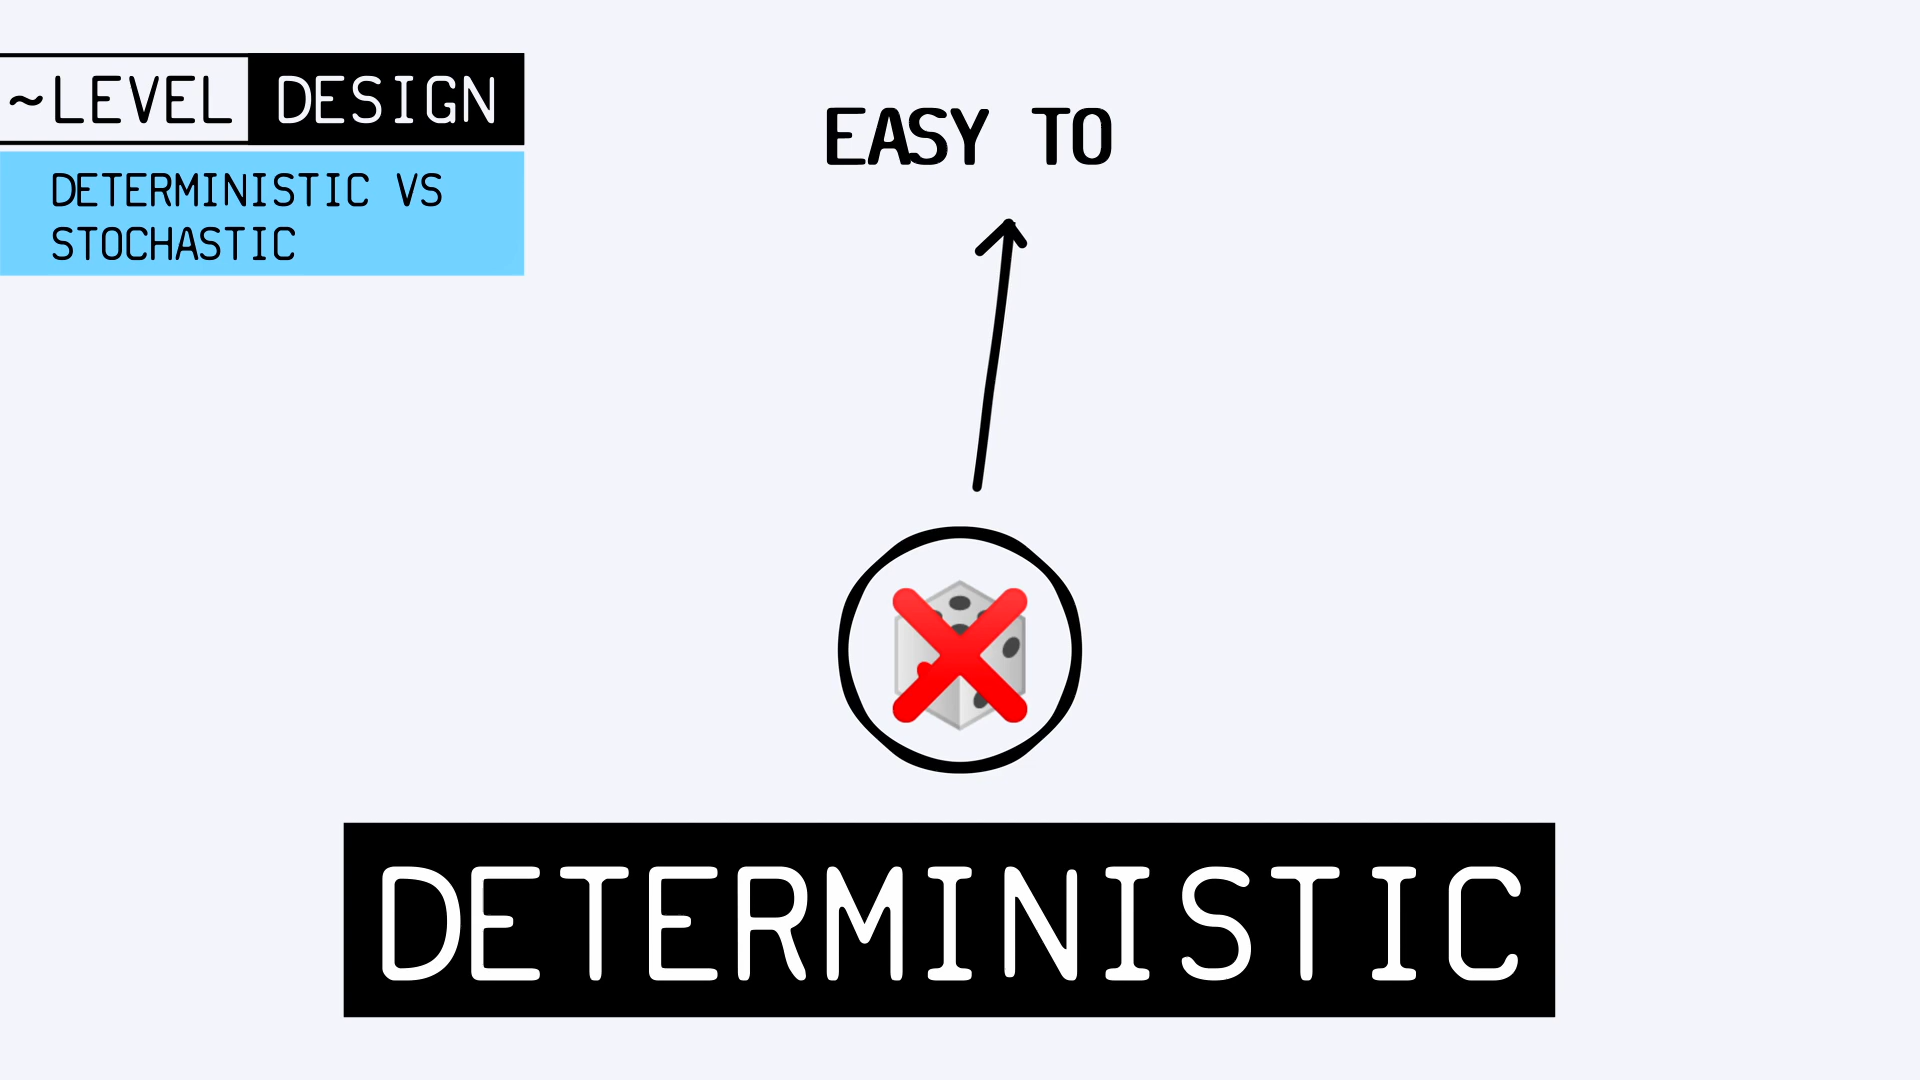 ~LEVEL DESIGN
DETERMINISTIC VS
STOCHASTIC
EASY TO
DETERMINISTIC